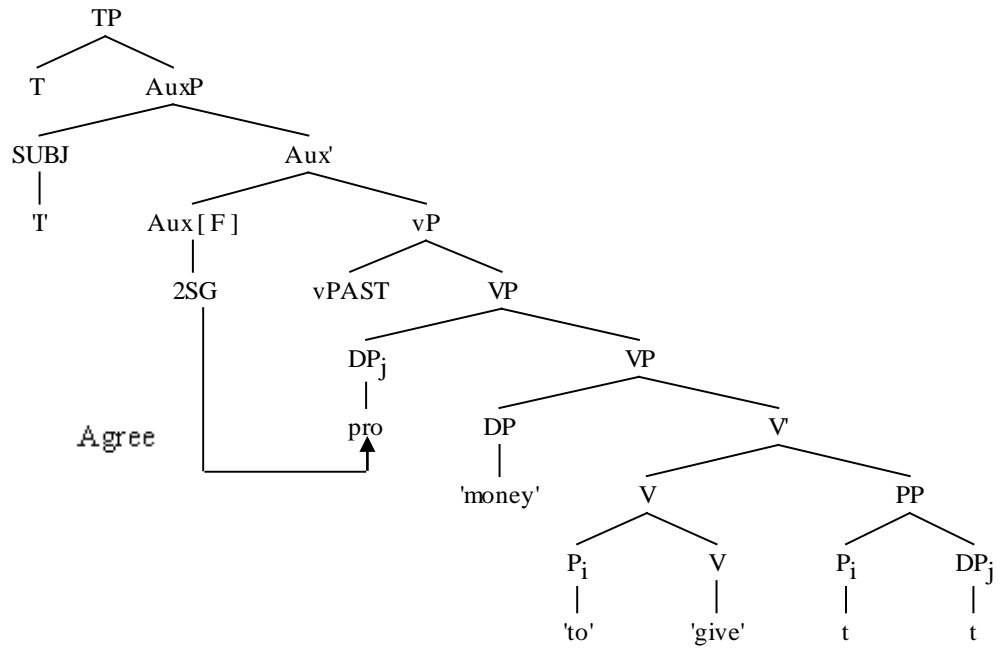 TP
T AuxP
SUBJ Aux'
'I' Aux[F] vP
2SG vPAST VP
DPj VP
Agree pro DP V'
'money' V PP
Pi V Pi DPj
'to' 'give' t t